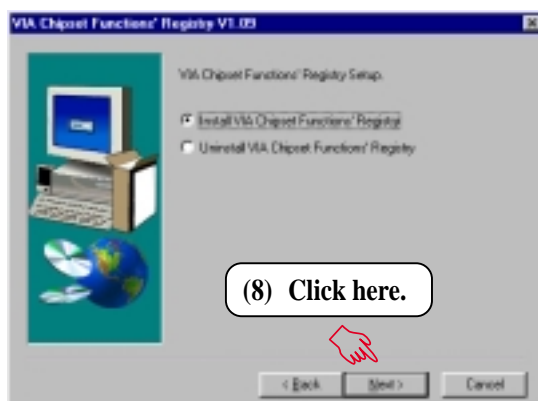 VIA Chipset Functions' Registry V1.09
VIA Chipset Functions' Registry Setup.
Install VIA Chipset Functions' Registry
Uninstall VIA Chipset Functions' Registry
(8) Click here.
< Back
Next >
Cancel